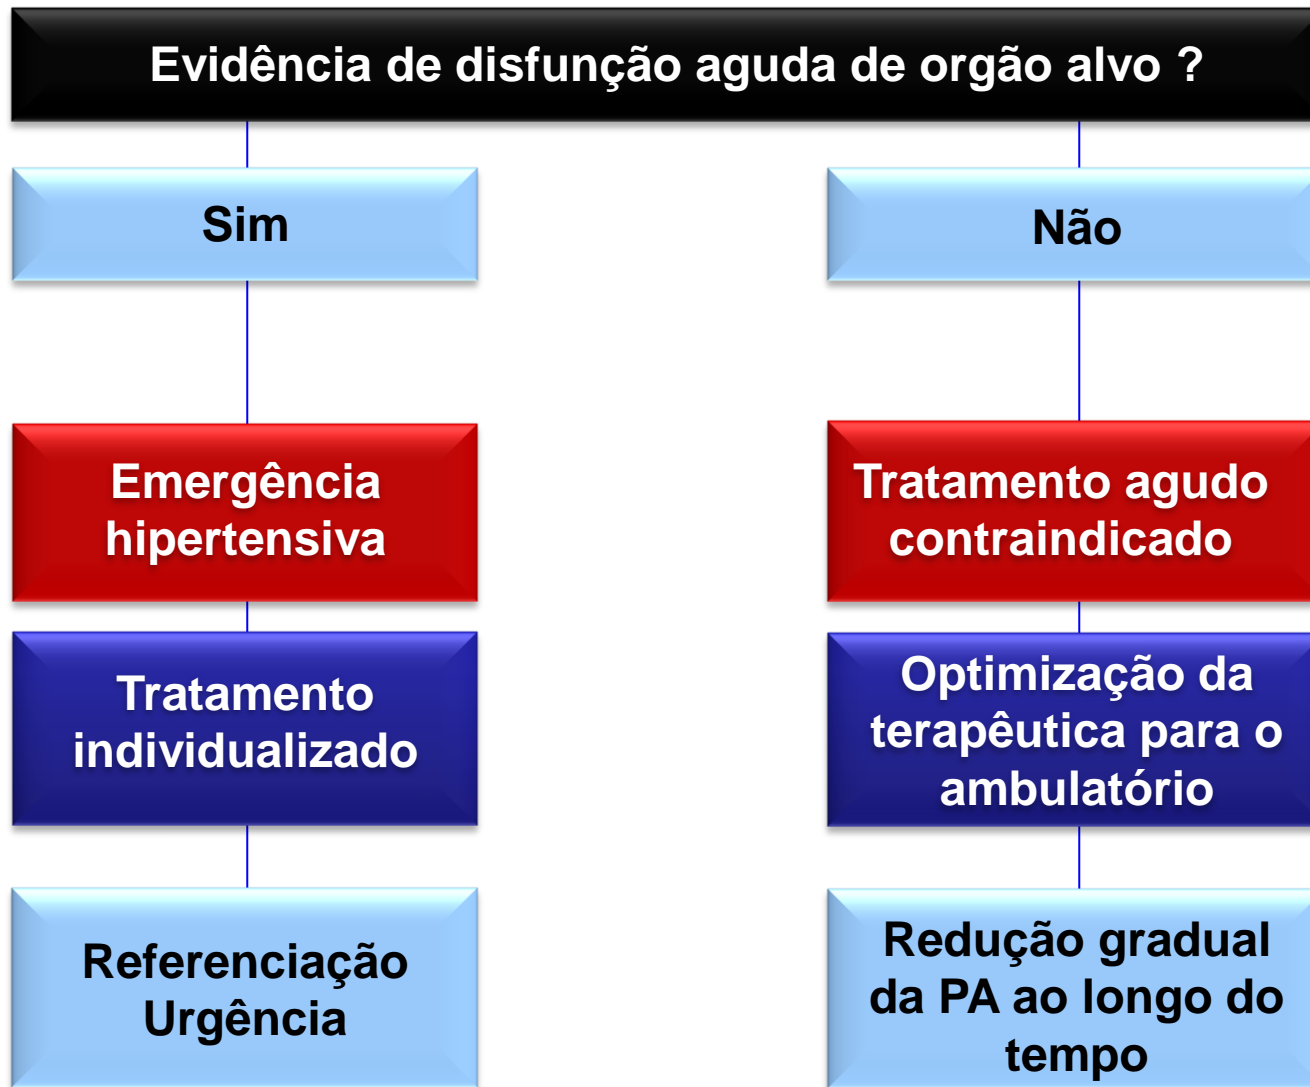 Evidência de disfunção aguda de orgão alvo ?
Sim
Não
Emergência
hipertensiva
Tratamento agudo
contraindicado
Tratamento
individualizado
Optimização da
terapêutica para o
ambulatório
Referenciação
Urgência
Redução gradual
da PA ao longo do
tempo